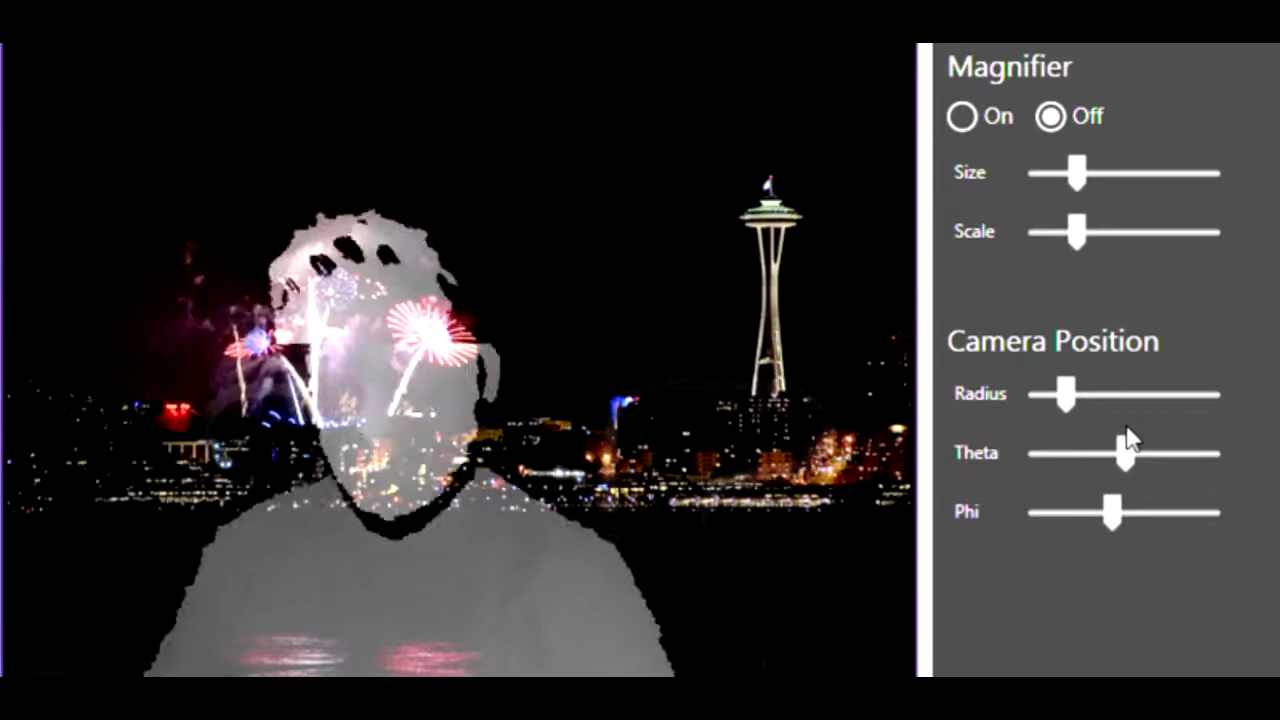 Magnifier
On Off
Size
Scale
Camera Position
Radius
Theta
Phi